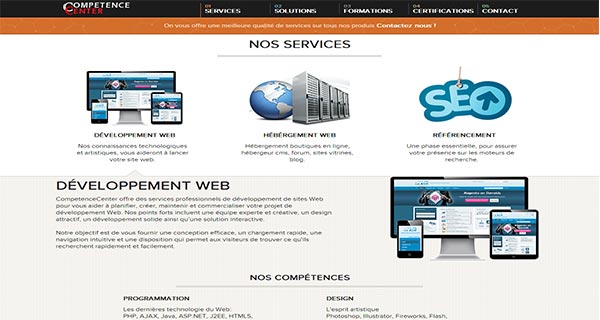 COMPETENCE
CENTER
01 02 03 04 05
SERVICES SOLUTIONS FORMATIONS CERTIFICATIONS CONTACT
On vous offre une meilleure qualité de services sur tous nos produis Contactez nous !
NOS SERVICES
SEO
DÉVELOPPEMENT WEB
Nos connaissances technologiques
et artistiques, vous aideront à lancer
votre site web.
HÉBERGEMENT WEB
Hébergement boutiques en ligne,
hébergeur cms, forum, sites vitrines,
blog.
RÉFÉRENCEMENT
Une phase essentielle, pour assurer
votre présence sur les moteurs de
recherche.
DÉVELOPPEMENT WEB
CompetenceCenter offre des services professionnels de développement de sites Web
pour vous aider à planifier, créer, maintenir et commercialiser votre projet de
développement Web. Nos points forts incluent une équipe experte et créative, un design
attractif, un développement solide ainsi qu'une solution interactive.
Notre objectif est de vous fournir une conception efficace, un chargement rapide, une
navigation intuitive et une disposition qui permet aux visiteurs de trouver ce qu'ils
recherchent rapidement et facilement.
NOS COMPÉTENCES
PROGRAMMATION
Les dernières technologie du Web:
PHP, AJAX, Java, ASP.NET, J2EE, HTML5,
DESIGN
L'esprit artistique
Photoshop, Illustrator, Fireworks, Flash,